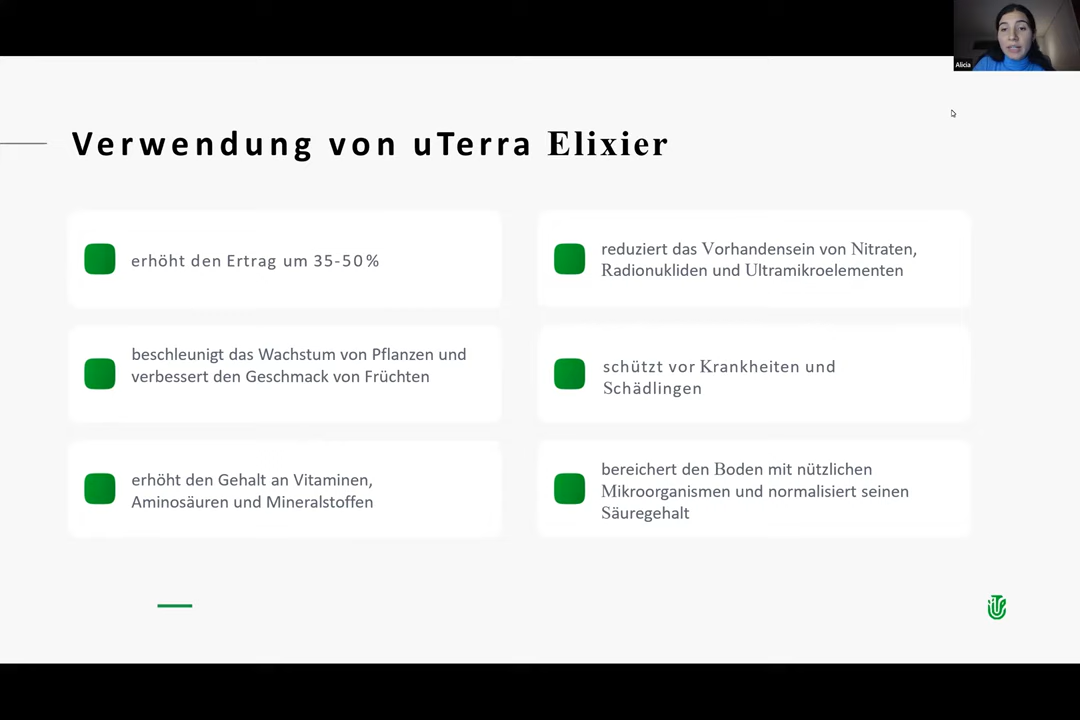 Alicia
Verwendung von uTerra Elixier
erhöht den Ertrag um 35-50%
reduziert das Vorhandensein von Nitraten,
Radionukliden und Ultramikroelementen
beschleunigt das Wachstum von Pflanzen und
verbessert den Geschmack von Früchten
schützt vor Krankheiten und
Schädlingen
erhöht den Gehalt an Vitaminen,
Aminosäuren und Mineralstoffen
bereichert den Boden mit nützlichen
Mikroorganismen und normalisiert seinen
Säuregehalt